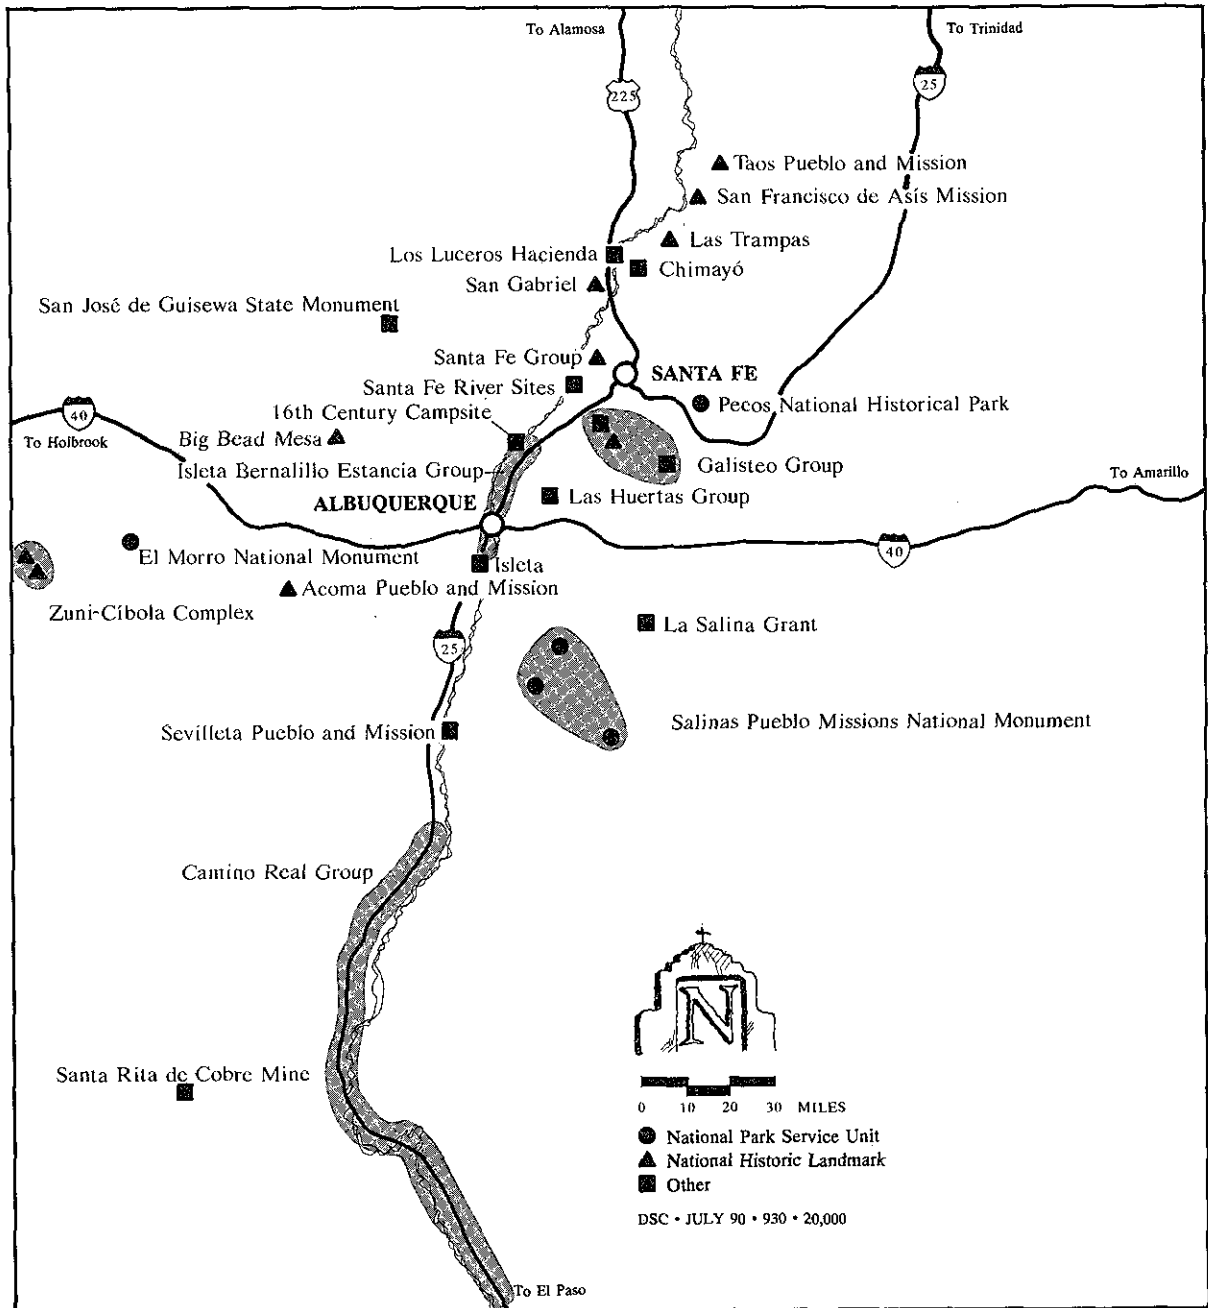 To Alamosa
To Trinidad
225
25
Taos Pueblo and Mission
San Francisco de Asís Mission
Las Trampas
Los Luceros Hacienda
Chimayó
San Gabriel
San José de Guisewa State Monument
Santa Fe Group
SANTA FE
Santa Fe River Sites
Pecos National Historical Park
16th Century Campsite
40
To Holbrook
Big Bead Mesa
Isleta Bernalillo Estancia Group
Galisteo Group
To Amarillo
Las Huertas Group
ALBUQUERQUE
40
El Morro National Monument
Isleta
Acoma Pueblo and Mission
Zuni-Cíbola Complex
La Salina Grant
25
Salinas Pueblo Missions National Monument
Sevilleta Pueblo and Mission
Camino Real Group
N
Santa Rita de Cobre Mine
0 10 20 30 MILES
National Park Service Unit
National Historic Landmark
Other
DSC • JULY 90 • 930 • 20,000
To El Paso